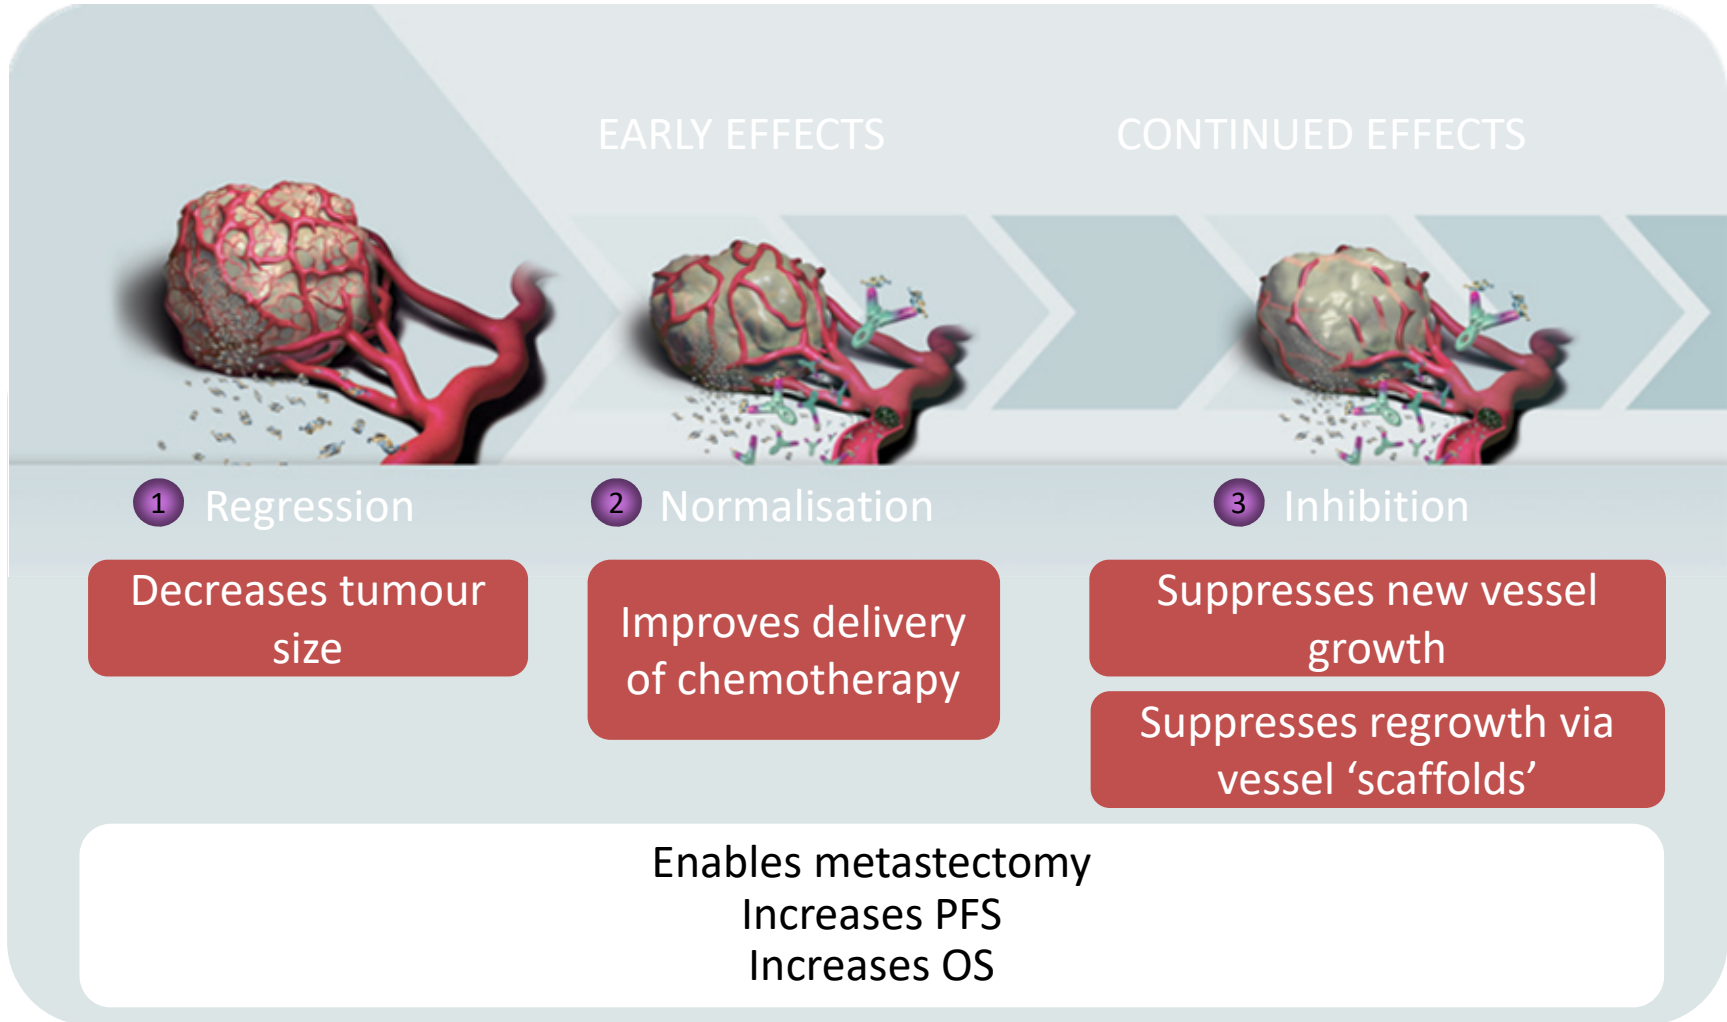 EARLY EFFECTS
CONTINUED EFFECTS
1 Regression
2 Normalisation
3 Inhibition
Decreases tumour
size
Improves delivery
of chemotherapy
Suppresses new vessel
growth
Suppresses regrowth via
vessel ‘scaffolds’
Enables metastectomy
Increases PFS
Increases OS